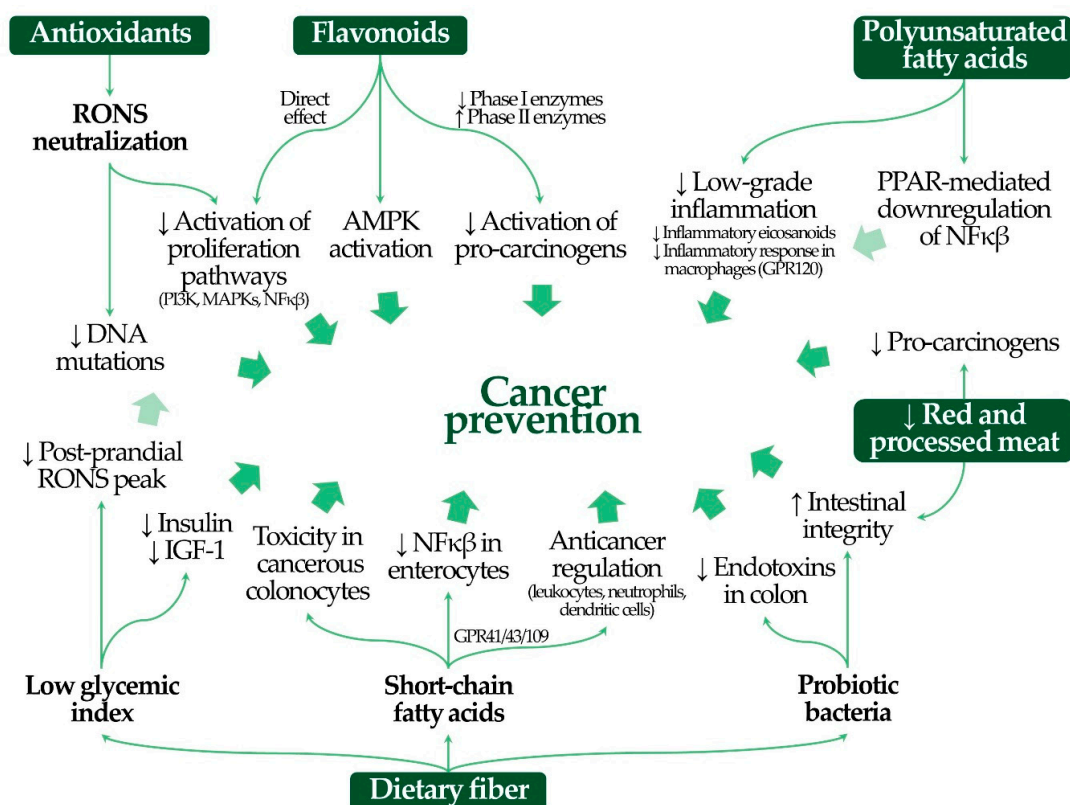 Antioxidants
Flavonoids
Polyunsaturated
fatty acids
RONS
neutralization
Direct
effect
↓ Phase I enzymes
↑ Phase II enzymes
↓ Activation of
proliferation
pathways
(PI3K, MAPKs, NFκβ)
AMPK
activation
↓ Activation of
pro-carcinogens
↓ Low-grade
inflammation
↓ Inflammatory eicosanoids
↓ Inflammatory response in
macrophages (GPR120)
PPAR-mediated
downregulation
of NFκβ
↓ DNA
mutations
↓ Pro-carcinogens
Cancer
prevention
↓ Red and
processed meat
↓ Post-prandial
RONS peak
↓ Insulin
↓ IGF-1
Toxicity in
cancerous
colonocytes
↓ NFκβ in
enterocytes
Anticancer
regulation
(leukocytes, neutrophils,
dendritic cells)
↑ Intestinal
integrity
↓ Endotoxins
in colon
GPR41/43/109
Low glycemic
index
Short-chain
fatty acids
Probiotic
bacteria
Dietary fiber